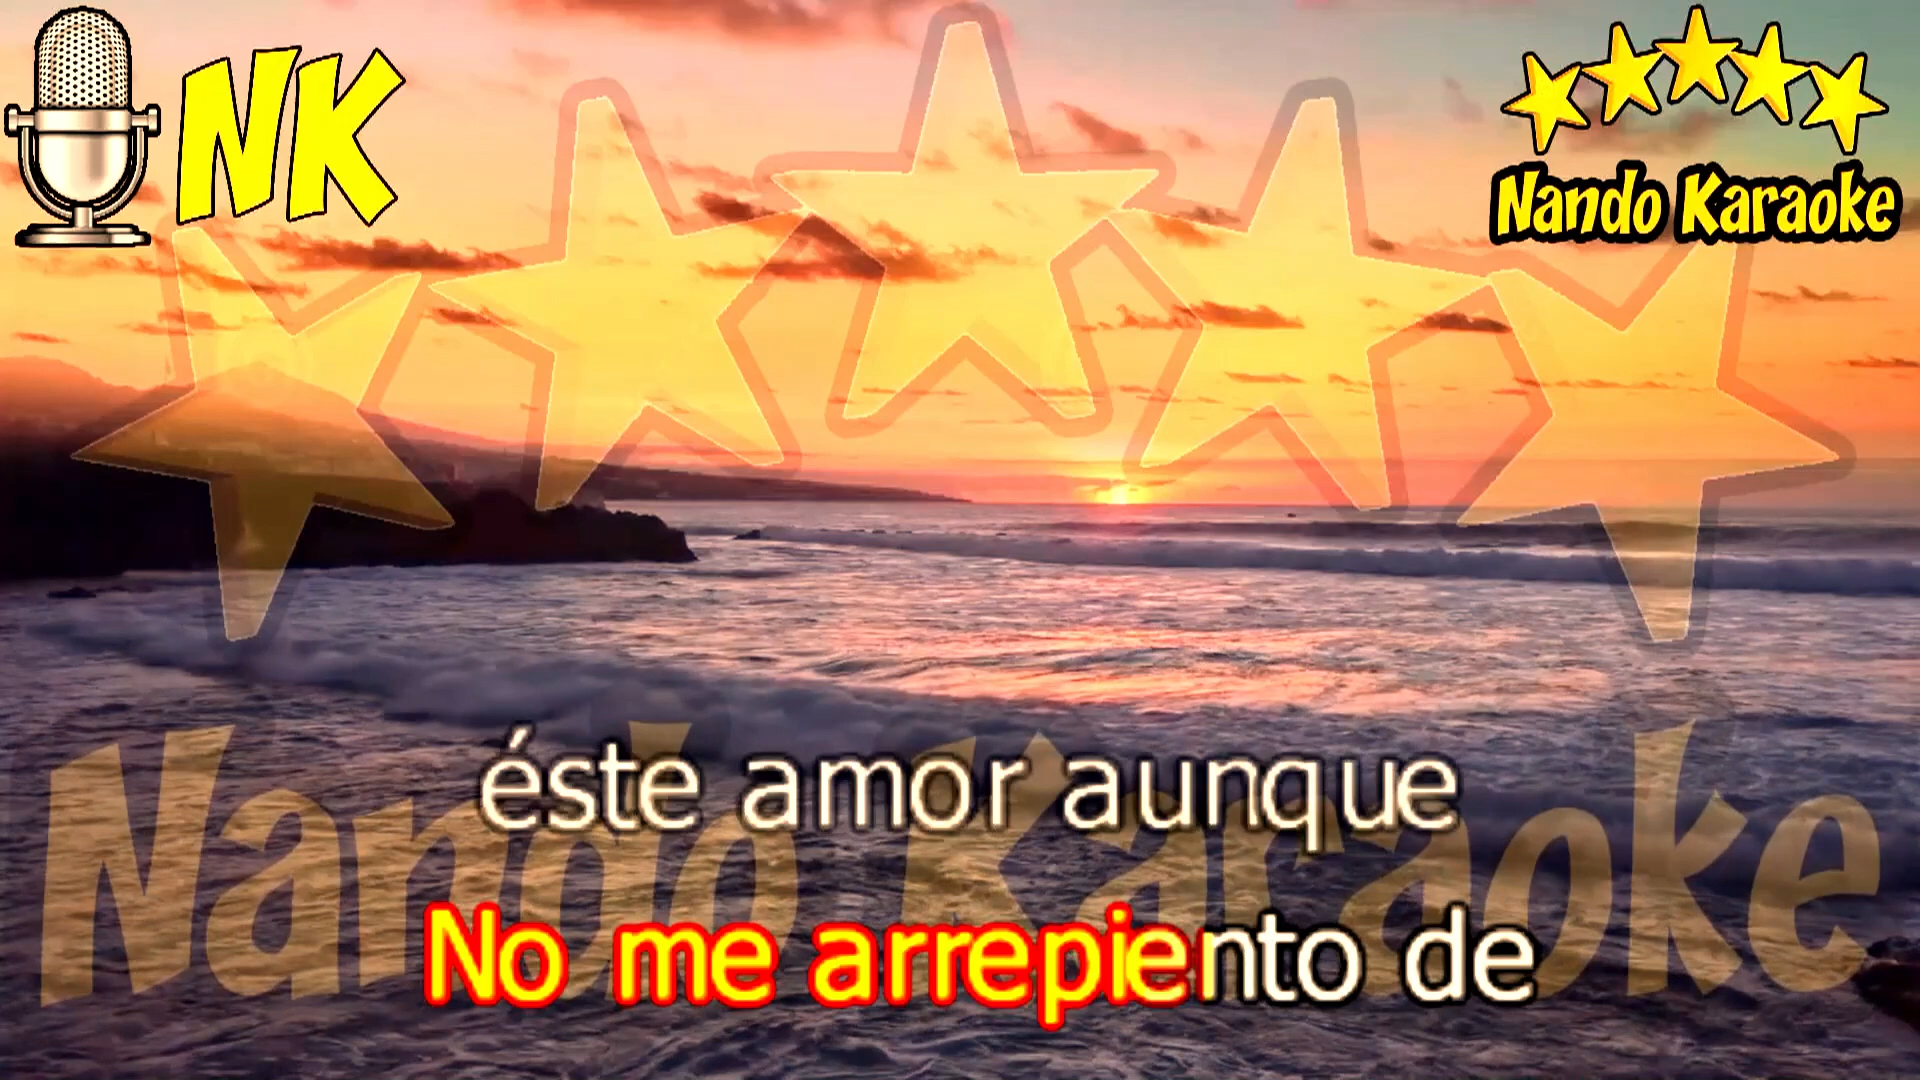 NK
Nando Karaoke
Nando Karaoke
éste amor aunque
No me arrepiento de